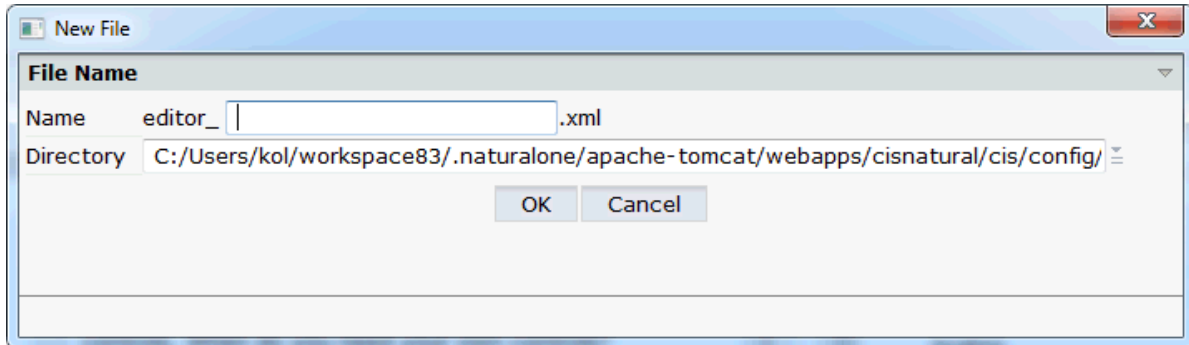 New File
File Name
Name editor_ .xml
Directory C:/Users/kol/workspace83/.naturalone/apache-tomcat/webapps/cisnatural/cis/config/
OK Cancel